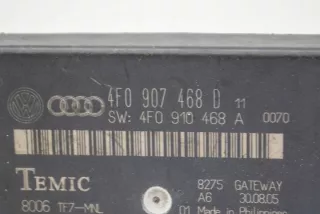 4F0 907 468 D 11
SW: 4F0 910 468 A 0070
TEMIC
8275 GATEWAY
A6 30.08.05
8006 TF7-MNL
01 Made in Philippines